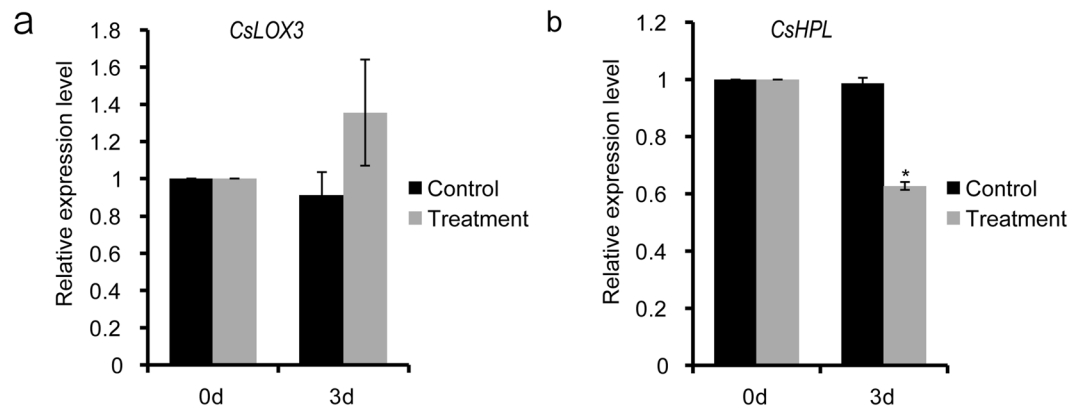 a
CsLOX3
Relative expression level
1.8
1.6
1.4
1.2
1
0.8
0.6
0.4
0.2
0
0d
3d
Control
Treatment
b
CsHPL
Relative expression level
1.2
1
0.8
0.6
0.4
0.2
0
*
0d
3d
Control
Treatment